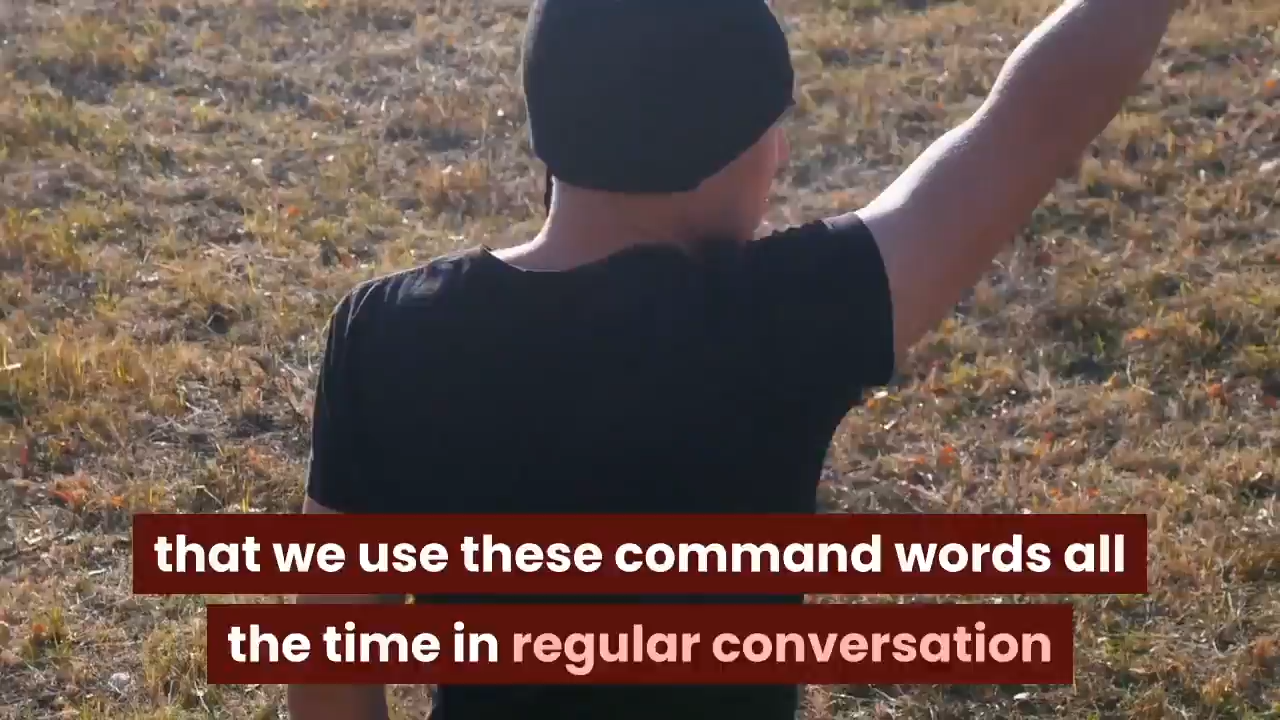 that we use these command words all
the time in regular conversation